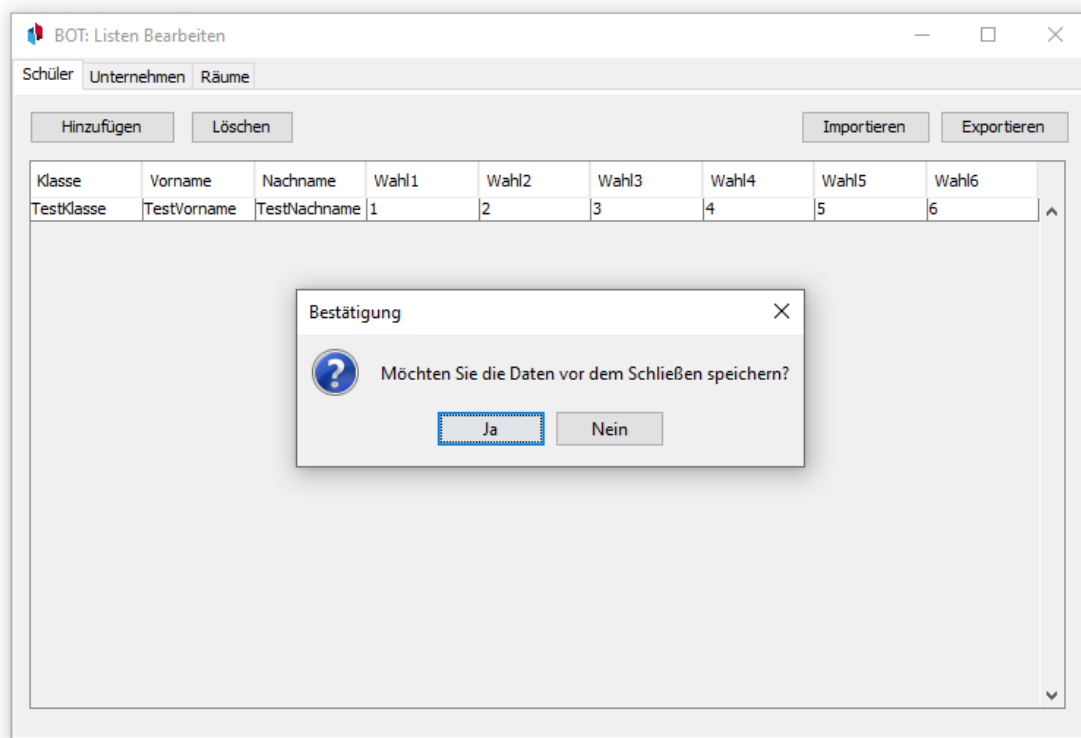 BOT: Listen Bearbeiten
Schüler Unternehmen Räume
Hinzufügen Löschen Importieren Exportieren
Klasse Vorname Nachname Wahl1 Wahl2 Wahl3 Wahl4 Wahl5 Wahl6
TestKlasse TestVorname TestNachname 1 2 3 4 5 6
Bestätigung
?
Möchten Sie die Daten vor dem Schließen speichern?
Ja Nein